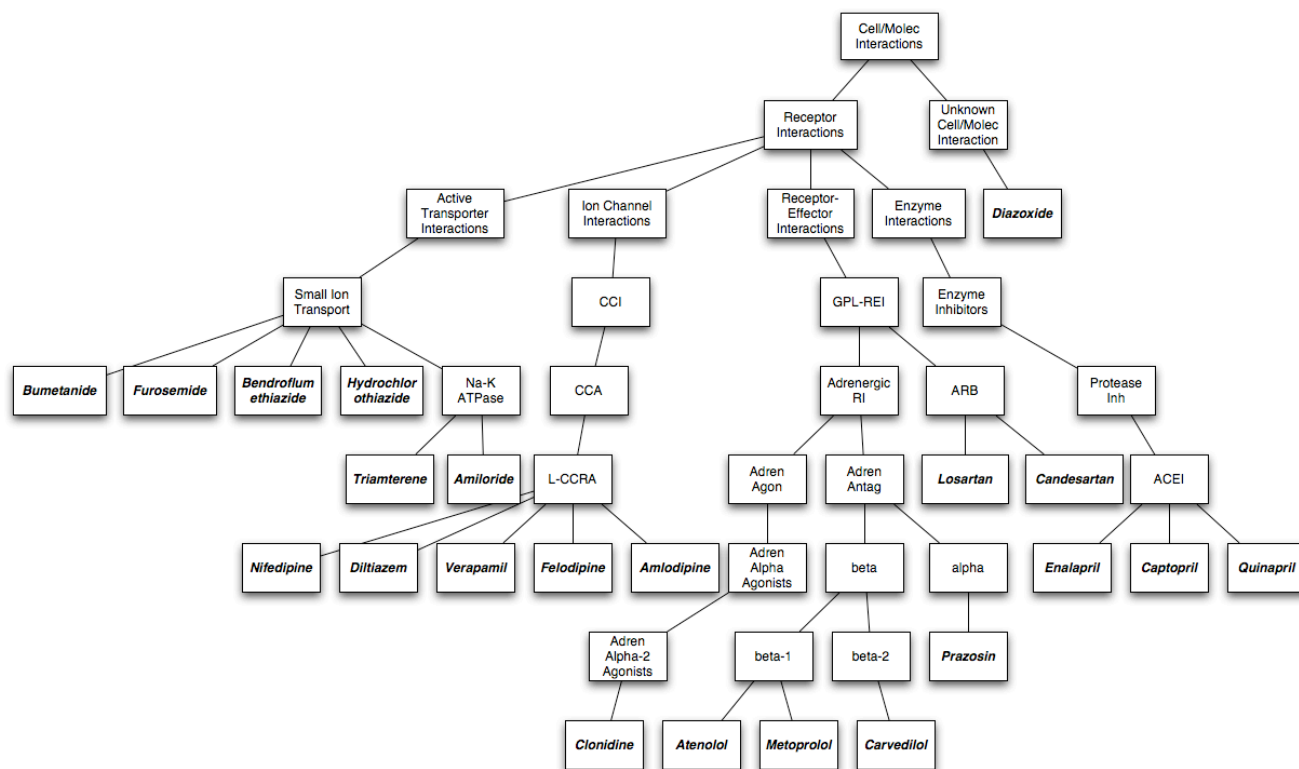 Cell/Molec
Interactions
Receptor
Interactions
Unknown
Cell/Molec
Interaction
Active
Transporter
Interactions
Ion Channel
Interactions
Receptor-
Effector
Interactions
Enzyme
Interactions
Diazoxide
Small Ion
Transport
CCI
GPL-REI
Enzyme
Inhibitors
Bumetanide
Furosemide
Bendroflum
ethiazide
Hydrochlor
othiazide
Na-K
ATPase
CCA
Adrenergic
RI
ARB
Protease
Inh
Triamterene
Amiloride
L-CCRA
Adren
Agon
Adren
Antag
Losartan
Candesartan
ACEI
Nifedipine
Diltiazem
Verapamil
Felodipine
Amlodipine
Adren
Alpha
Agonists
beta
alpha
Enalapril
Captopril
Quinapril
Adren
Alpha-2
Agonists
beta-1
beta-2
Prazosin
Clonidine
Atenolol
Metoprolol
Carvedilol